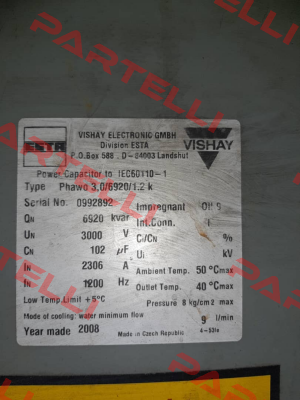 VISHAY ELECTRONIC GMBH
Division ESTA
P.O.Box 588 . D-84003 Landshut
ESTA
VISHAY
Power Capacitor to IEC60110-1
Type Phawo 3,0/6920/1,2 k
Serial No. 0992892 Impregnant
QN 6920 kvar Int.Conn. I
UN 3000 V Ci/CN %
CN 102 µF Ui kV
IN 2306 A Ambient Temp. 50 °C max
fN 1200 Hz Outlet Temp. 40 °C max
Low Temp.Limit +5°C Pressure 8 kg/cm2 max
Mode of cooling: water minimum flow 9 l/min
Year made 2008 Made in Czech Republic
PARTELLI